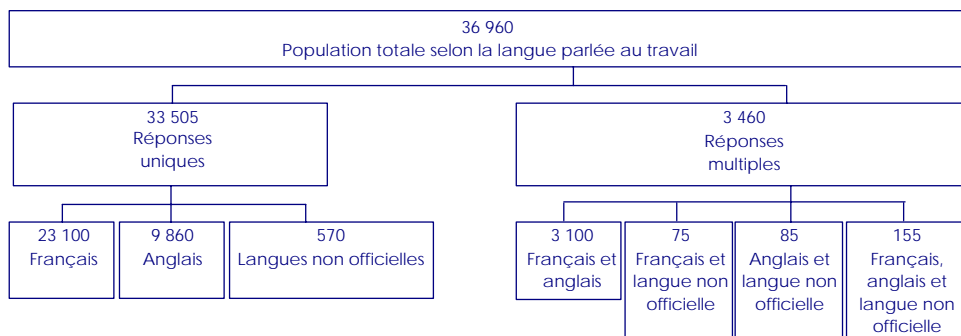 36 960
Population totale selon la langue parlée au travail
33 505
Réponses
uniques
3 460
Réponses
multiples
23 100
Français
9 860
Anglais
570
Langues non officielles
3 100
Français et
anglais
75
Français et
langue non
officielle
85
Anglais et
langue non
officielle
155
Français,
anglais et
langue non
officielle